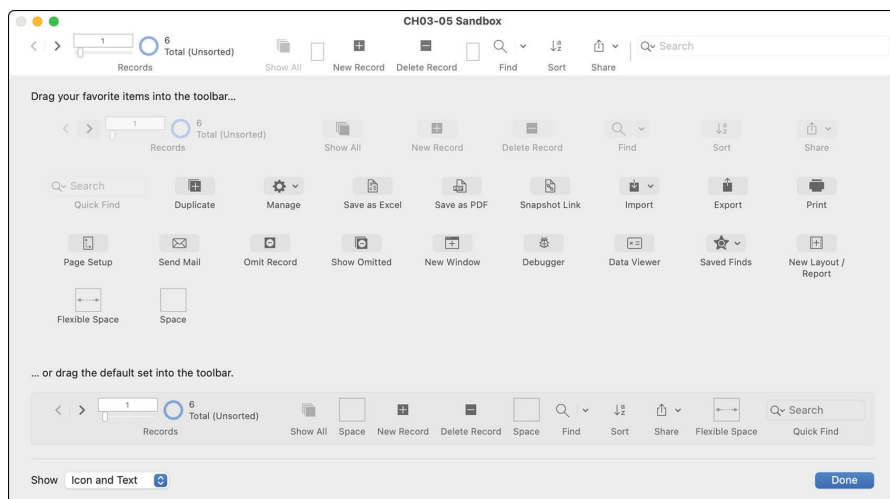 CH03-05 Sandbox
1
6
Total (Unsorted)
Records
Show All
New Record
Delete Record
Find
Sort
Share
Search
Drag your favorite items into the toolbar...
1
6
Total (Unsorted)
Records
Show All
New Record
Delete Record
Find
Sort
Share
Search
Quick Find
Duplicate
Manage
Save as Excel
Save as PDF
Snapshot Link
Import
Export
Print
Page Setup
Send Mail
Omit Record
Show Omitted
New Window
Debugger
Data Viewer
Saved Finds
New Layout /
Report
Flexible Space
Space
... or drag the default set into the toolbar.
1
6
Total (Unsorted)
Records
Show All
Space
New Record
Delete Record
Space
Find
Sort
Share
Flexible Space
Search
Quick Find
Show
Icon and Text
Done